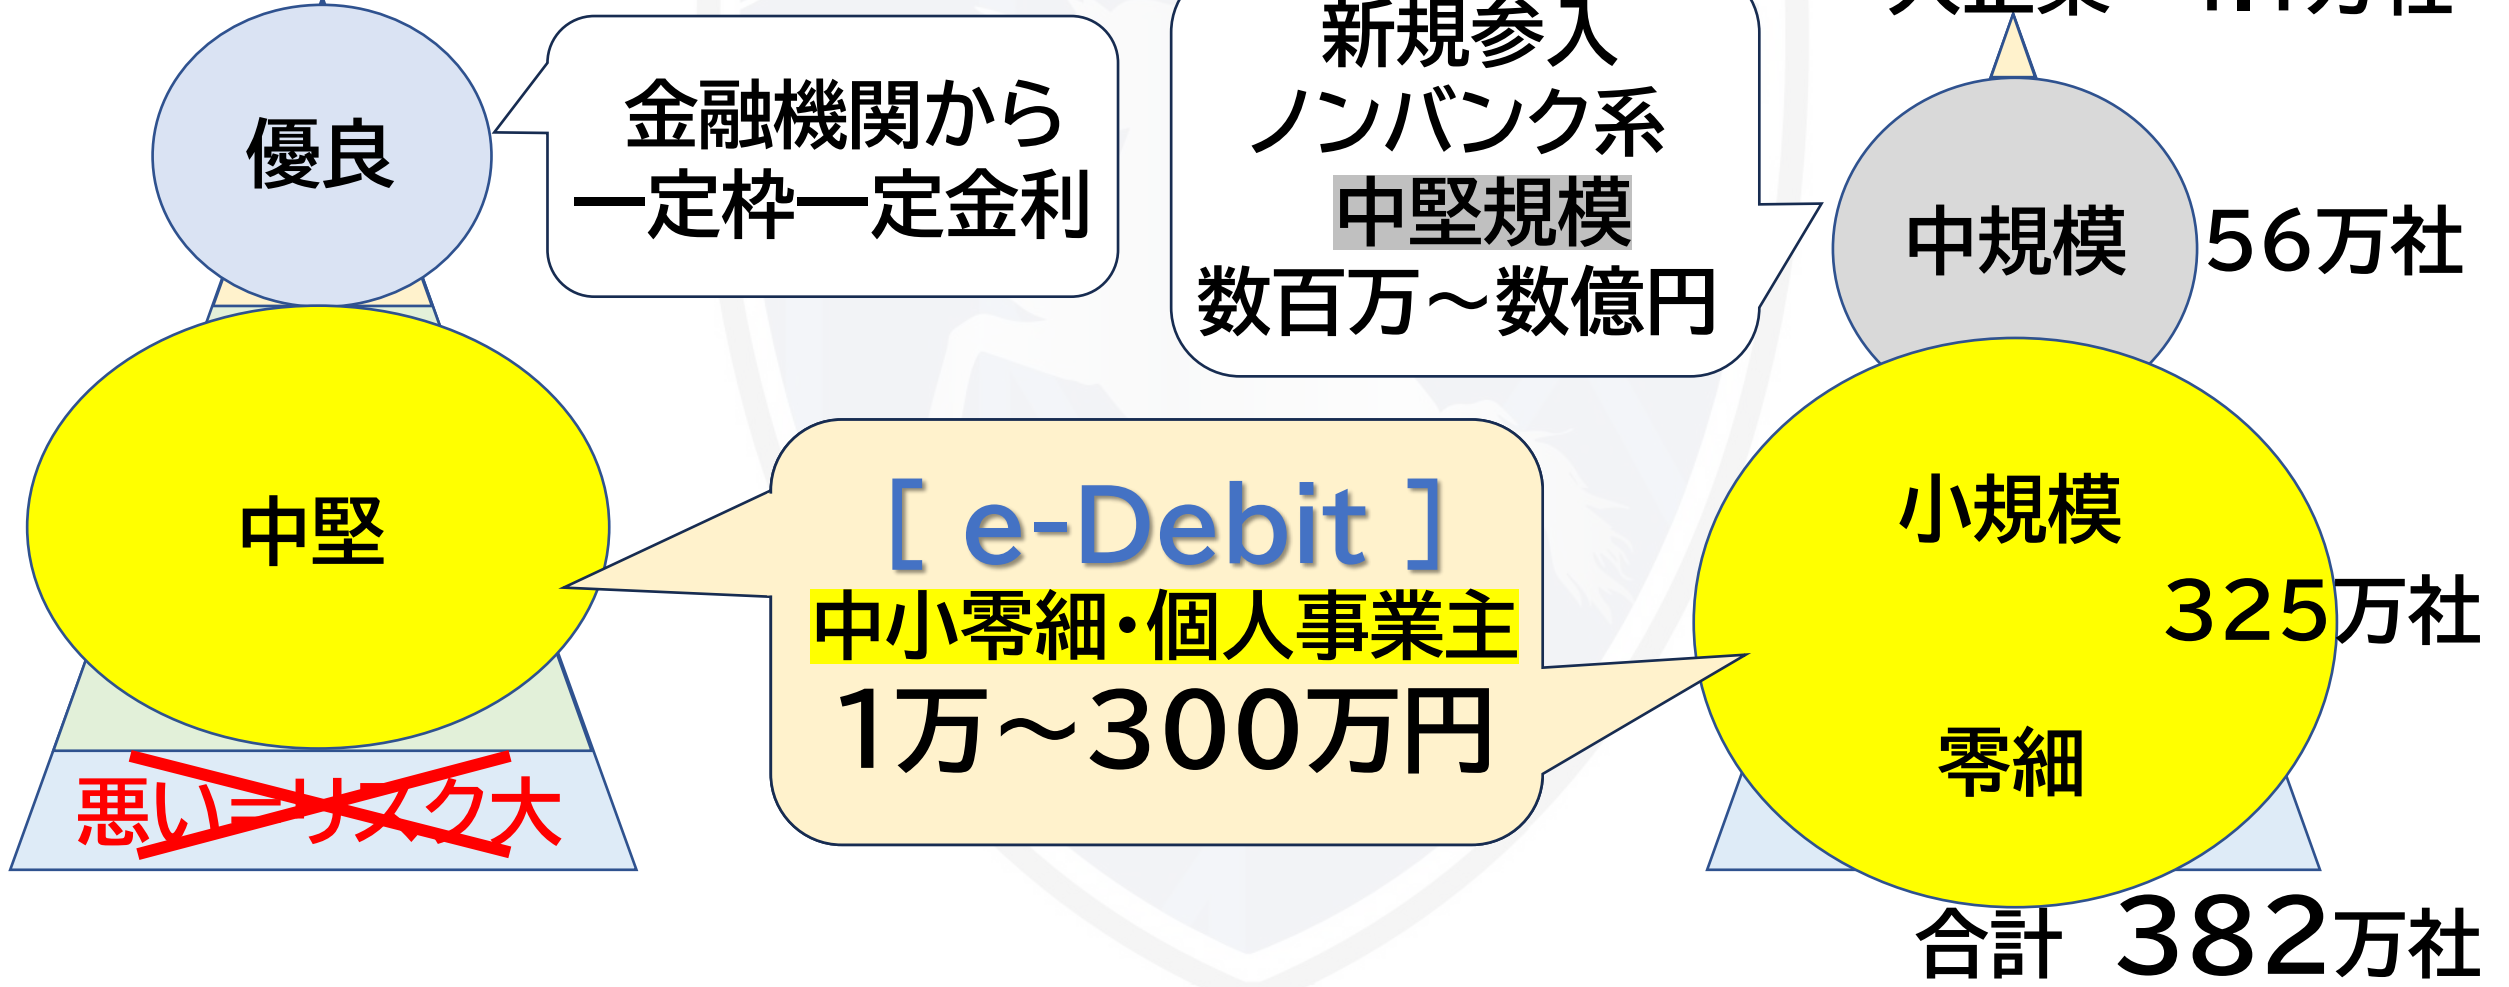 新規参入
ノンバンク系
中堅規模
数百万～数億円
金融機関から
一定枠一定金利
優良
中規模
56万社
中堅
[ e-Debit ]
中小零細・個人事業主
1万～300万円
小規模
325万社
零細
悪い＝リスク大
合計 382万社